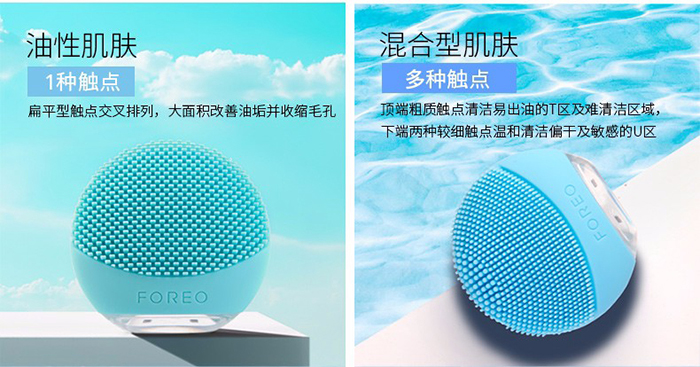 油性肌肤
1种触点
扁平型触点交叉排列，大面积改善油垢并收缩毛孔
FOREO
混合型肌肤
多种触点
顶端粗质触点清洁易出油的T区及难清洁区域，
下端两种较细触点温和清洁偏干及敏感的U区
FOREO